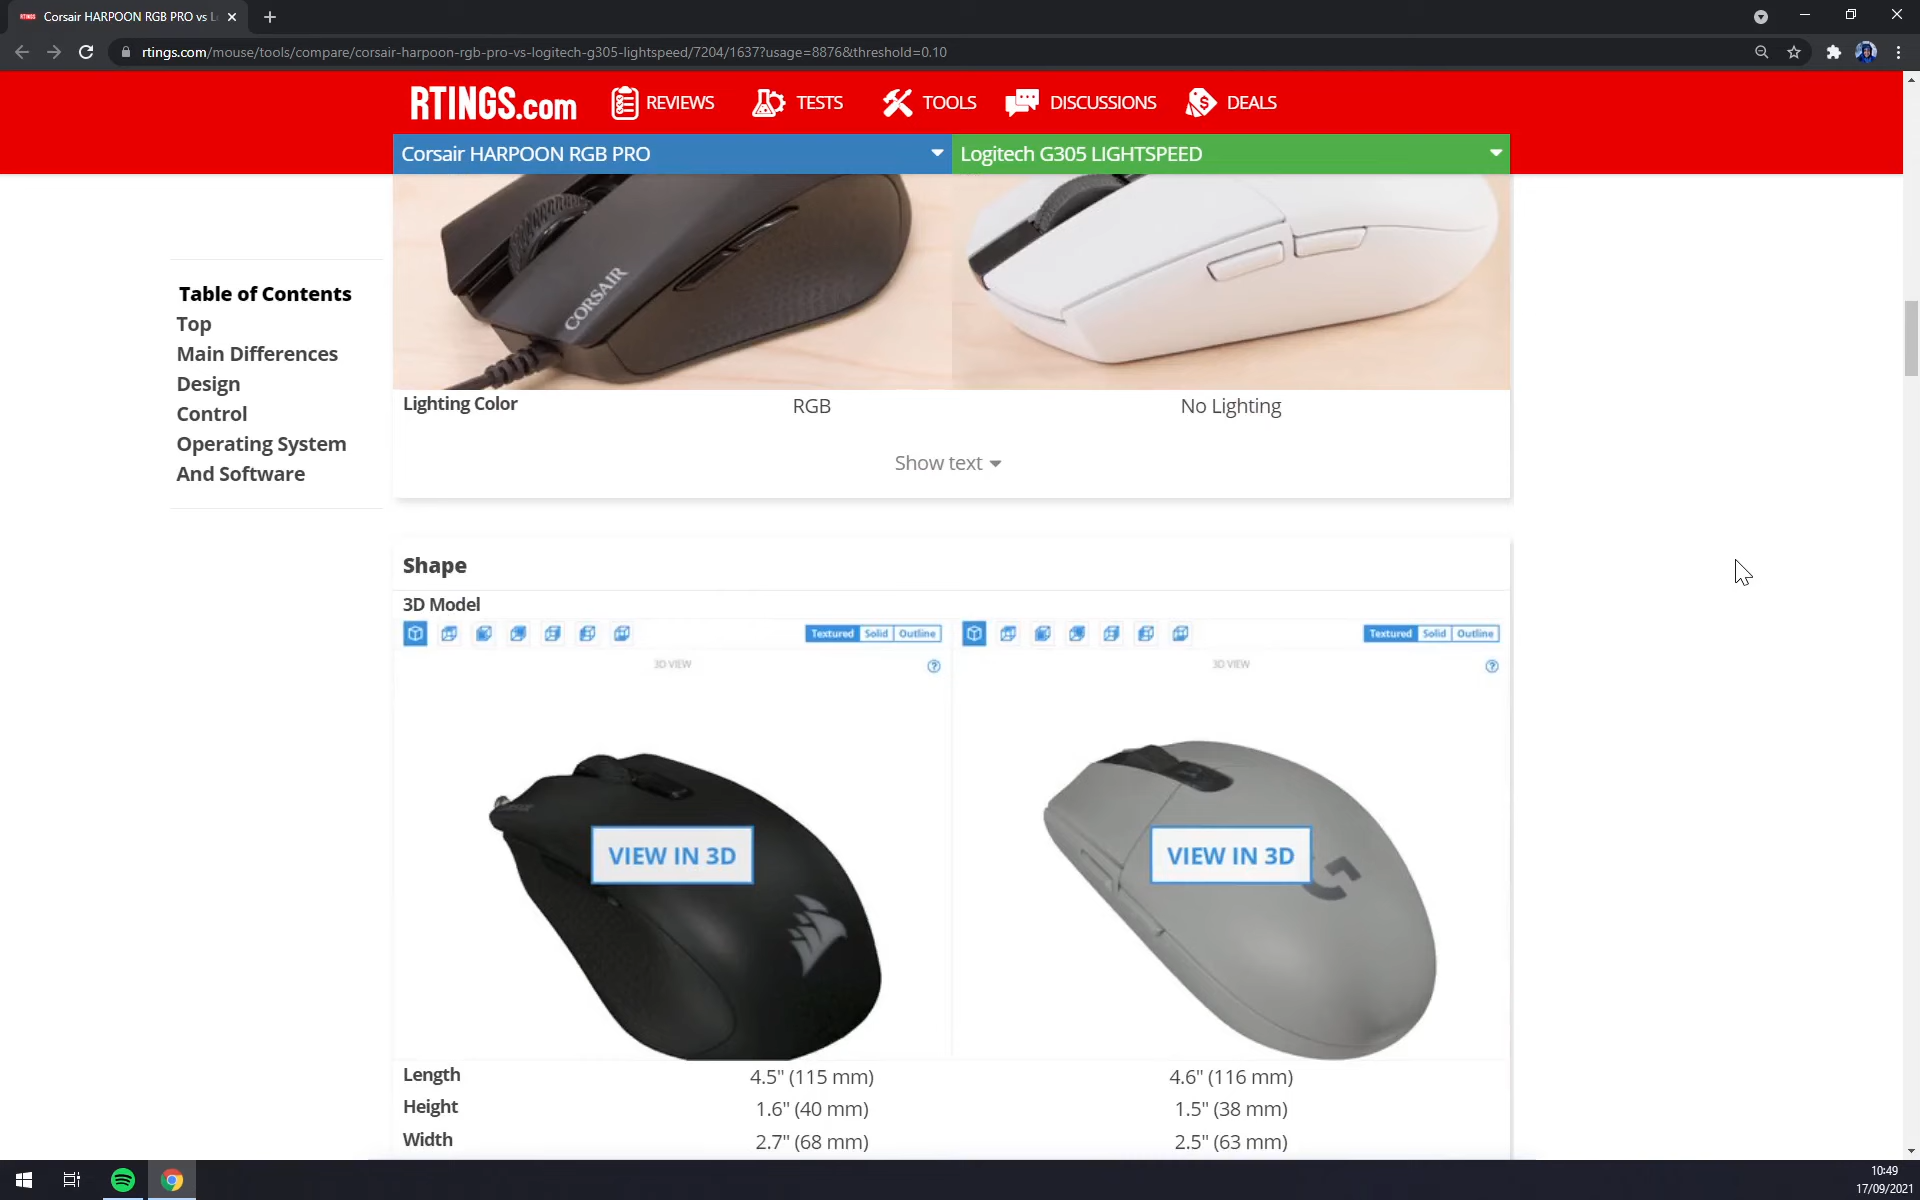 Corsair HARPOON RGB PRO vs L
rtings.com/mouse/tools/compare/corsair-harpoon-rgb-pro-vs-logitech-g305-lightspeed/7204/1637?usage=8876&threshold=0.10
RTINGS.com REVIEWS TESTS TOOLS DISCUSSIONS DEALS
Corsair HARPOON RGB PRO Logitech G305 LIGHTSPEED
CORSAIR
Table of Contents
Top
Main Differences
Design
Control
Operating System
And Software
Lighting Color RGB No Lighting
Show text
Shape
3D Model
Textured Solid Outline Textured Solid Outline
3D VIEW 3D VIEW
VIEW IN 3D VIEW IN 3D
Length 4.5" (115 mm) 4.6" (116 mm)
Height 1.6" (40 mm) 1.5" (38 mm)
Width 2.7" (68 mm) 2.5" (63 mm)
10:49
17/09/2021